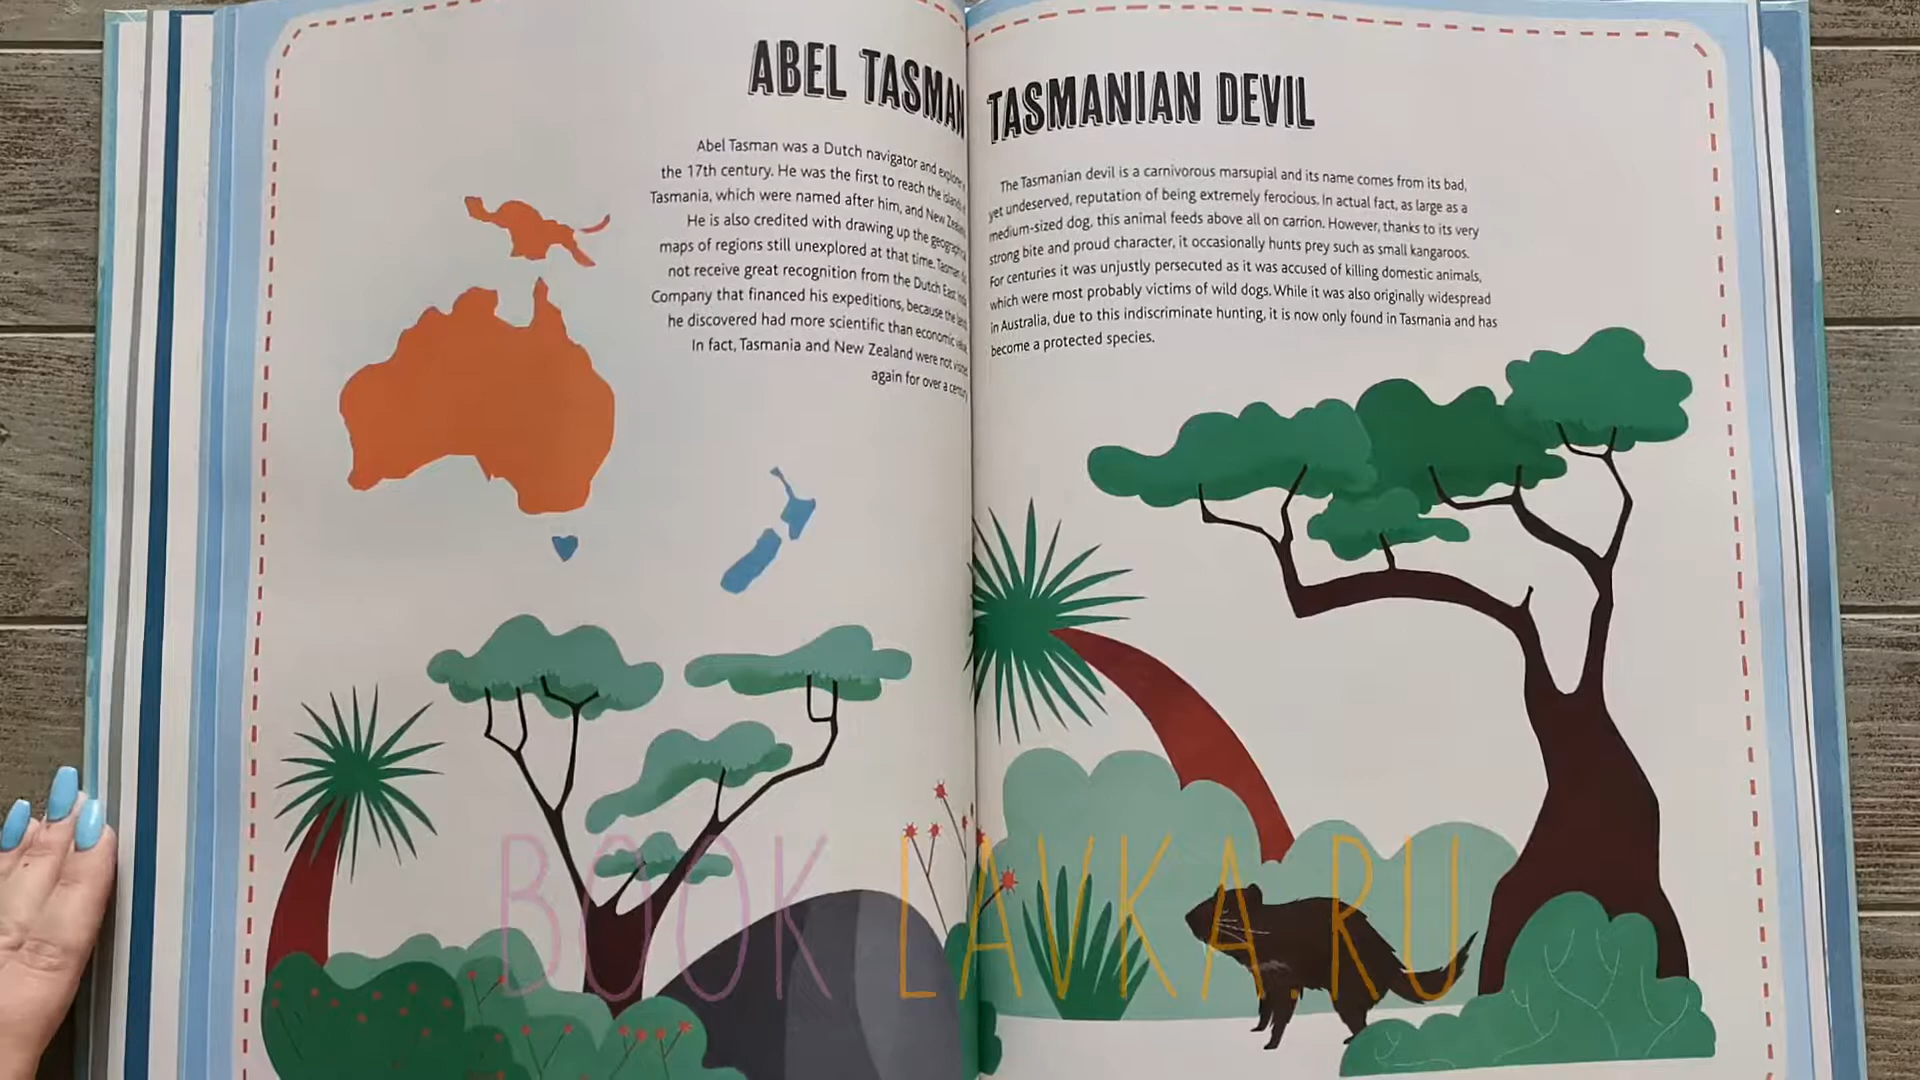 ABEL TASMAN
Abel Tasman was a Dutch navigator and
the 17th century. He was the first to reach the
Tasmania, which were named after him, and New
He is also credited with drawing up the
maps of regions still unexplored at that time. Tasman
not receive great recognition from the Dutch East
Company that financed his expeditions, because the
he discovered had more scientific than economic
In fact, Tasmania and New Zealand were not
again for over a
TASMANIAN DEVIL
The Tasmanian devil is a carnivorous marsupial and its name comes from its bad,
yet undeserved, reputation of being extremely ferocious. In actual fact, as large as a
medium-sized dog, this animal feeds above all on carrion. However, thanks to its very
strong bite and proud character, it occasionally hunts prey such as small kangaroos.
For centuries it was unjustly persecuted as it was accused of killing domestic animals,
which were most probably victims of wild dogs. While it was also originally widespread
in Australia, due to this indiscriminate hunting, it is now only found in Tasmania and has
become a protected species.
BOOK LAVKA.RU